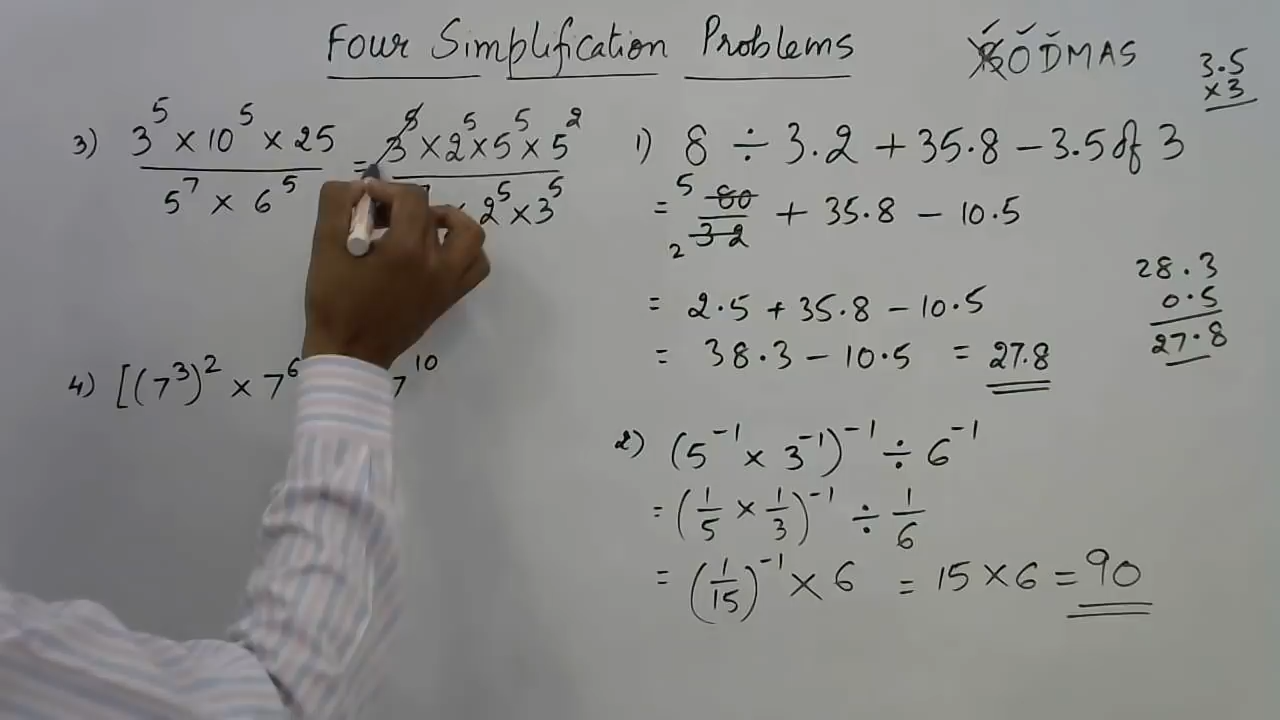 Four Simplification Problems
BODMAS
3.5
×3
3) 3⁵ × 10⁵ × 25 / 5⁷ × 6⁵ = 3⁵ × 2⁵ × 5⁵ × 5² / 2⁵ × 3⁵
4) [(7³)² × 7⁶ 7¹⁰
1) 8 ÷ 3.2 + 35.8 − 3.5 of 3
= 5 80 / 2 32 + 35.8 − 10.5
= 2.5 + 35.8 − 10.5
= 38.3 − 10.5 = 27.8
28.3
0.5
27.8
2) (5⁻¹ × 3⁻¹)⁻¹ ÷ 6⁻¹
= (1/5 × 1/3)⁻¹ ÷ 1/6
= (1/15)⁻¹ × 6 = 15 × 6 = 90